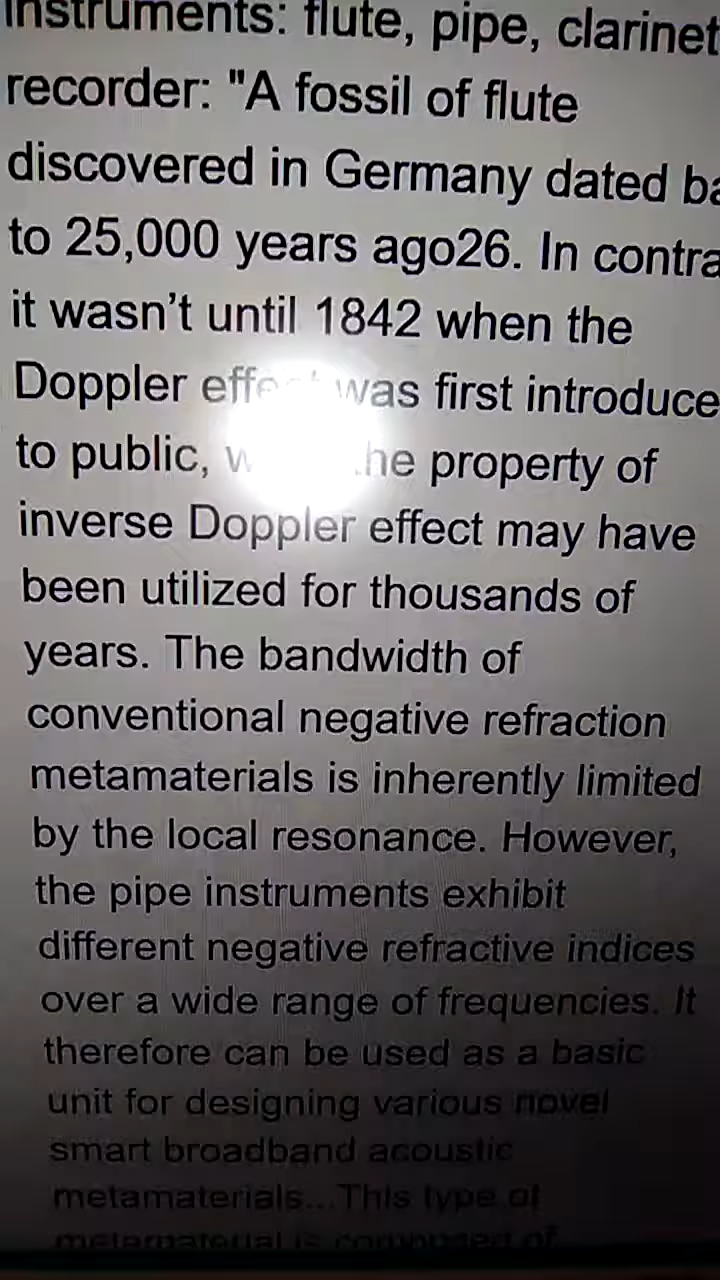 instruments: flute, pipe, clarinet
recorder: "A fossil of flute
discovered in Germany dated
to 25,000 years ago26. In
it wasn't until 1842 when the
Doppler was first introduce
to public, property of
inverse Doppler effect may have
been utilized for thousands of
years. The bandwidth of
conventional negative refraction
metamaterials is inherently limited
by the local resonance. However,
the pipe instruments exhibit
different negative refractive indices
over a wide range of frequencies. It
therefore can be used as a basic
unit for designing various novel
smart broadband acoustic
metamaterials...This type of
metamaterial is composed of